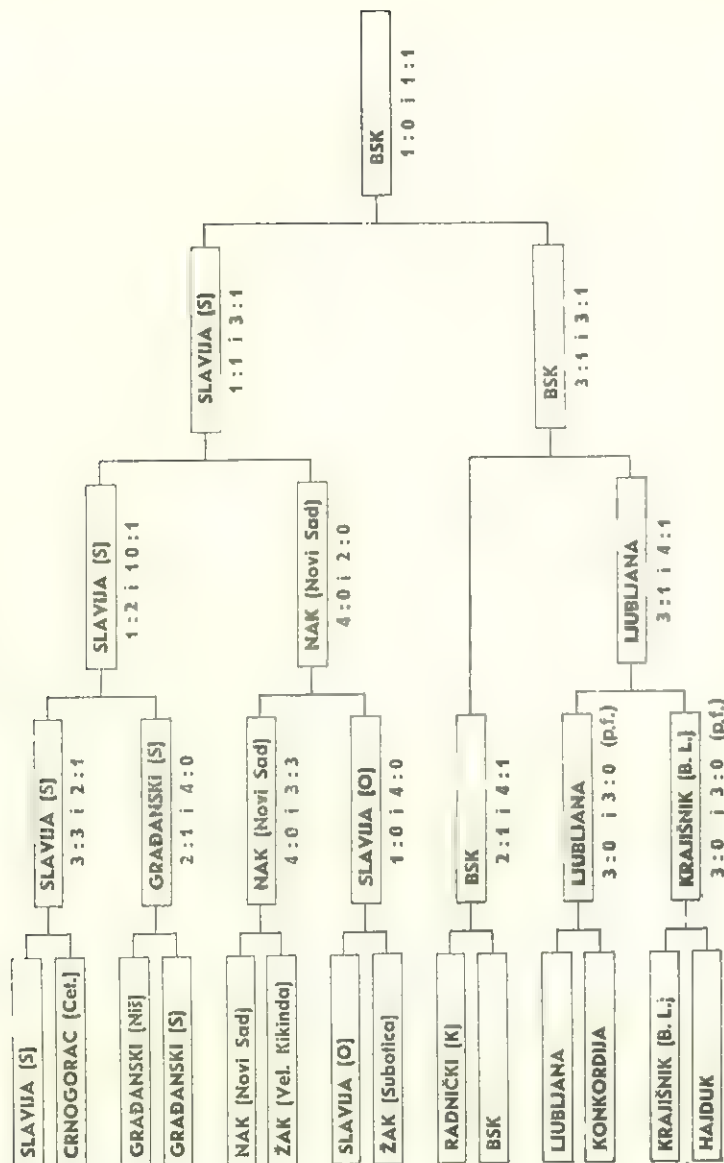 SLAVIJA (S)
CRNOGORAC (Cet.)
GRAĐANSKI (Niš)
GRAĐANSKI (S)
NAK (Novi Sad)
ŽAK (Vel. Kikinda)
SLAVIJA (O)
ŽAK (Subotica)
RADNIČKI (K)
BSK
LJUBLJANA
KONKORDIJA
KRAJIŠNIK (B. L.)
HAJDUK
SLAVIJA (S)
3:3 i 2:1
GRAĐANSKI (S)
2:1 i 4:0
NAK (Novi Sad)
4:0 i 3:3
SLAVIJA (O)
1:0 i 4:0
BSK
2:1 i 4:1
LJUBLJANA
3:0 i 3:0 (p.f.)
KRAJIŠNIK (B. L.)
3:0 i 3:0 (p.f.)
SLAVIJA (S)
1:2 i 10:1
NAK (Novi Sad)
4:0 i 2:0
LJUBLJANA
3:1 i 4:1
SLAVIJA (S)
1:1 i 3:1
BSK
3:1 i 3:1
BSK
1:0 i 1:1